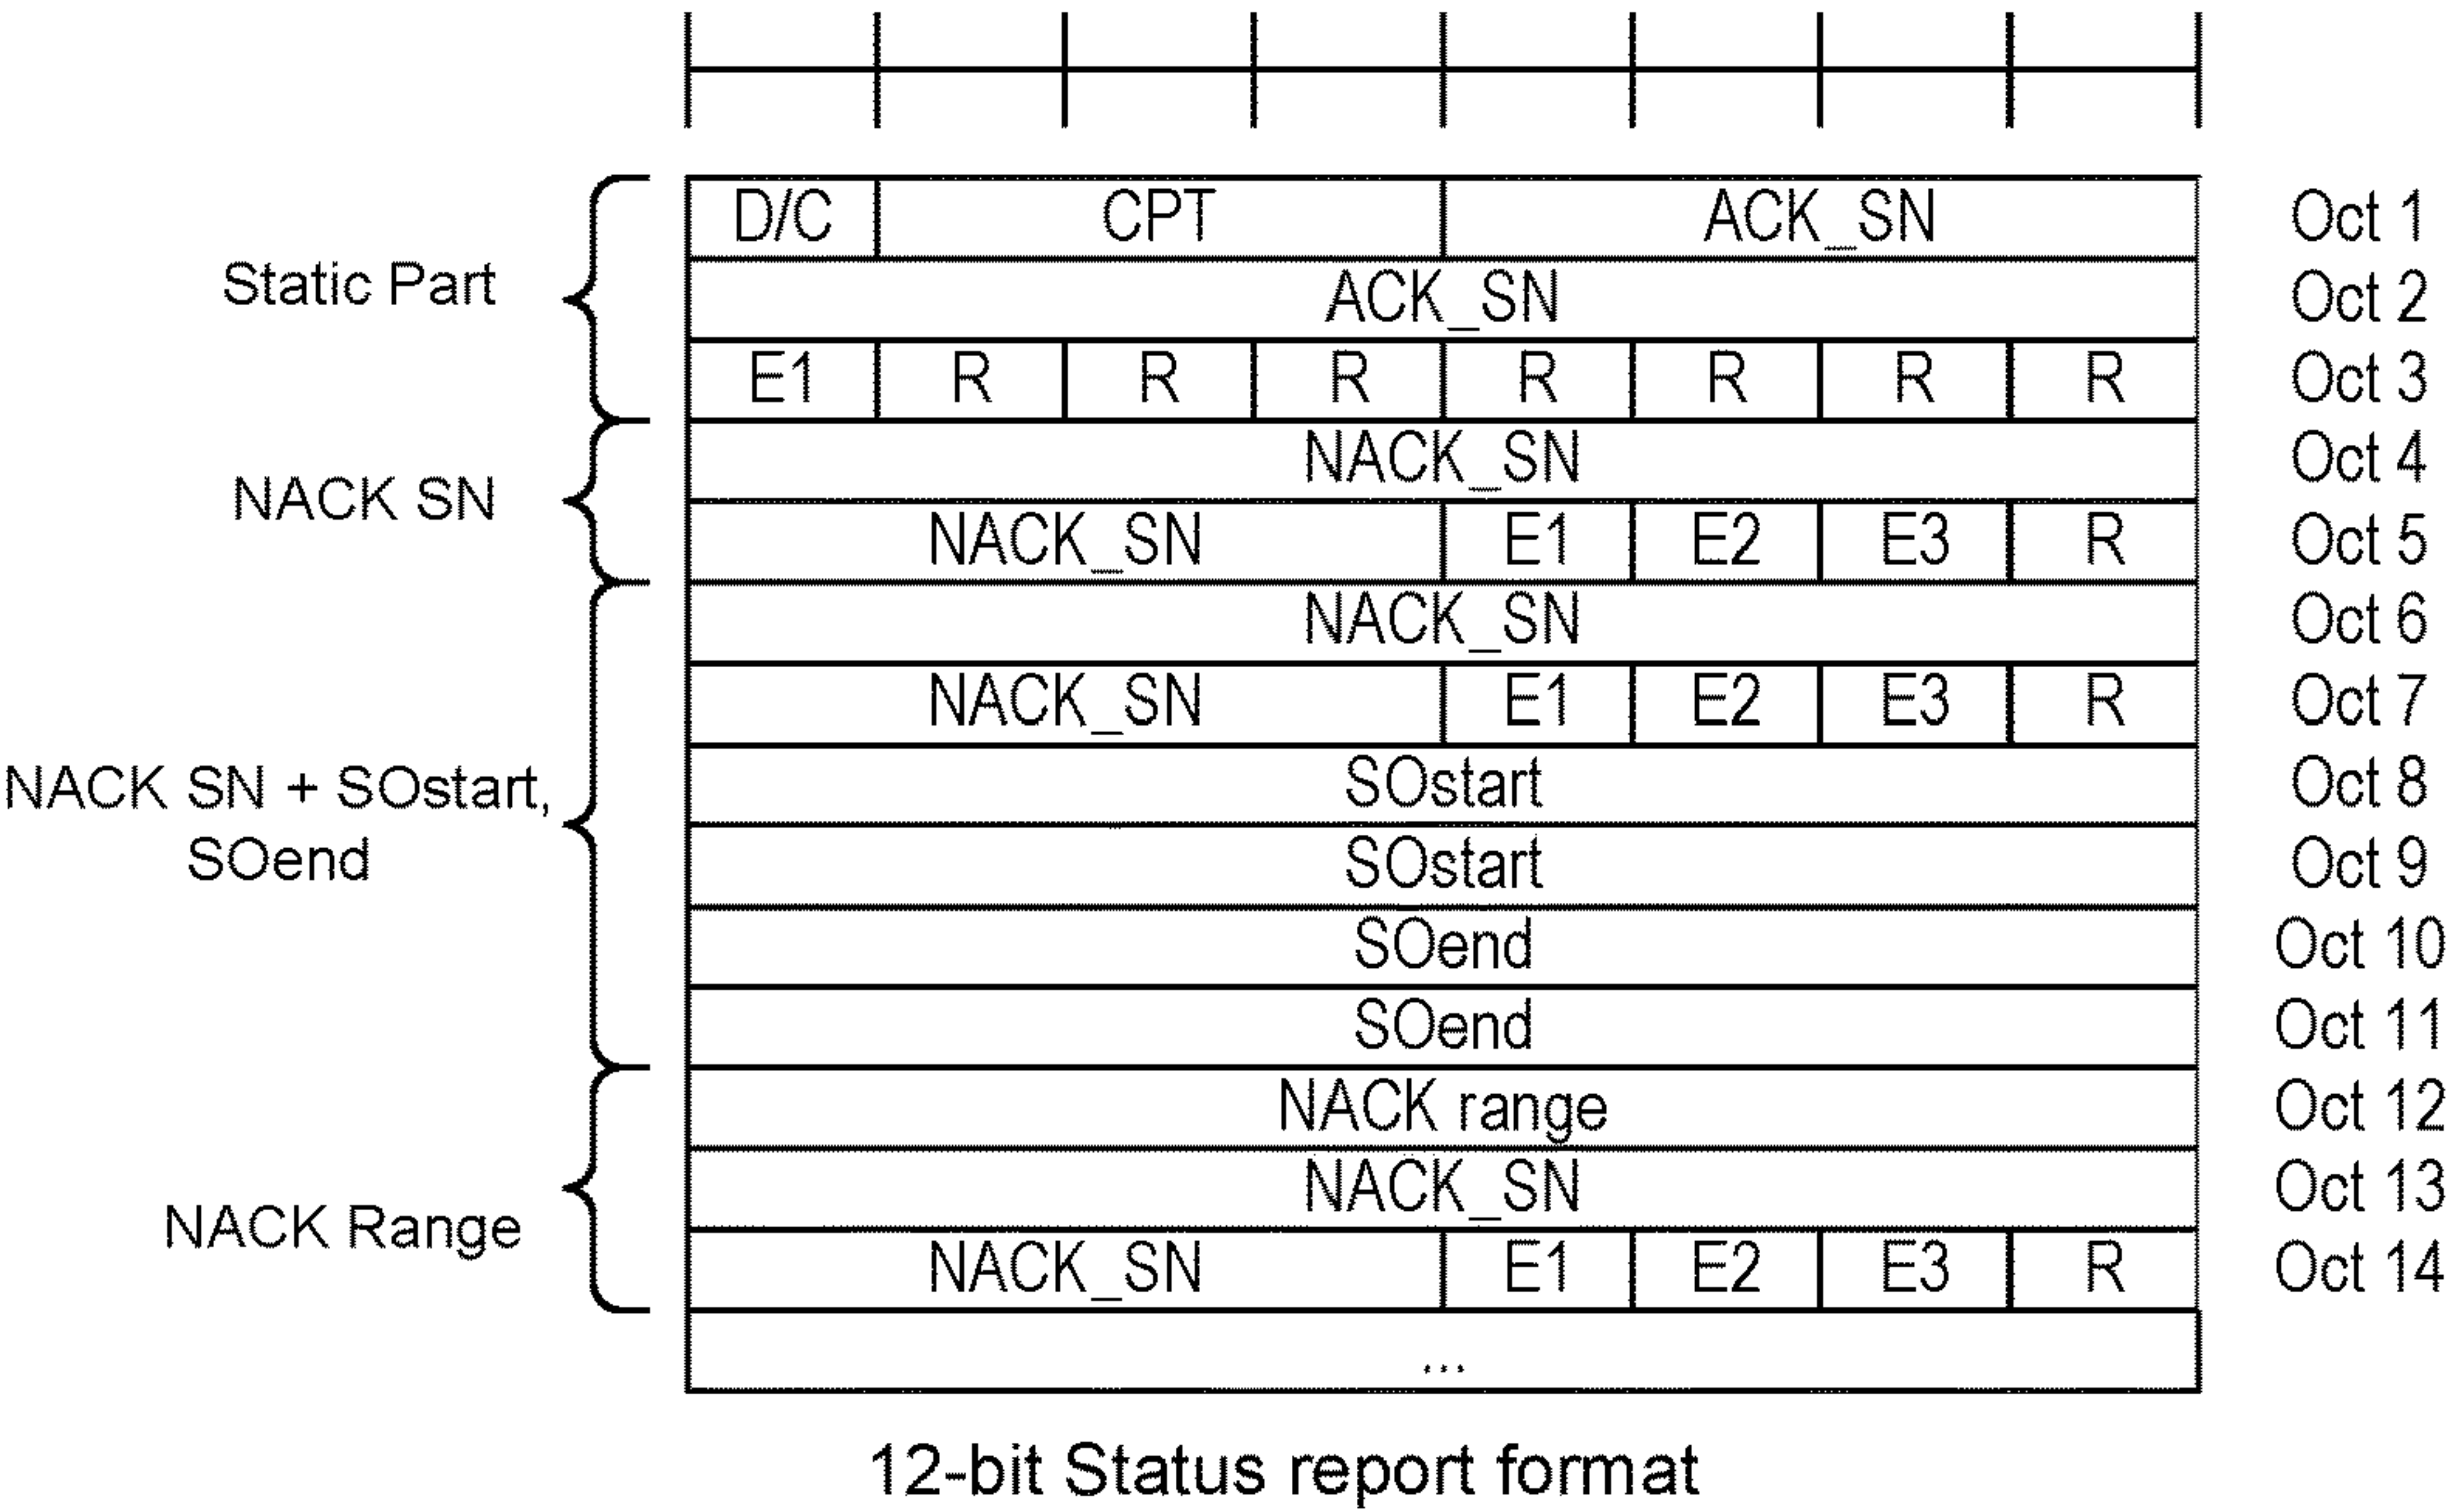 D/C CPT ACK_SN Oct 1
Static Part
ACK_SN Oct 2
E1 R R R R R R R Oct 3
NACK_SN Oct 4
NACK SN
NACK_SN E1 E2 E3 R Oct 5
NACK_SN Oct 6
NACK_SN E1 E2 E3 R Oct 7
NACK SN + SOstart,
SOend
SOstart Oct 8
SOstart Oct 9
SOend Oct 10
SOend Oct 11
NACK range Oct 12
NACK_SN Oct 13
NACK Range
NACK_SN E1 E2 E3 R Oct 14
...
12-bit Status report format